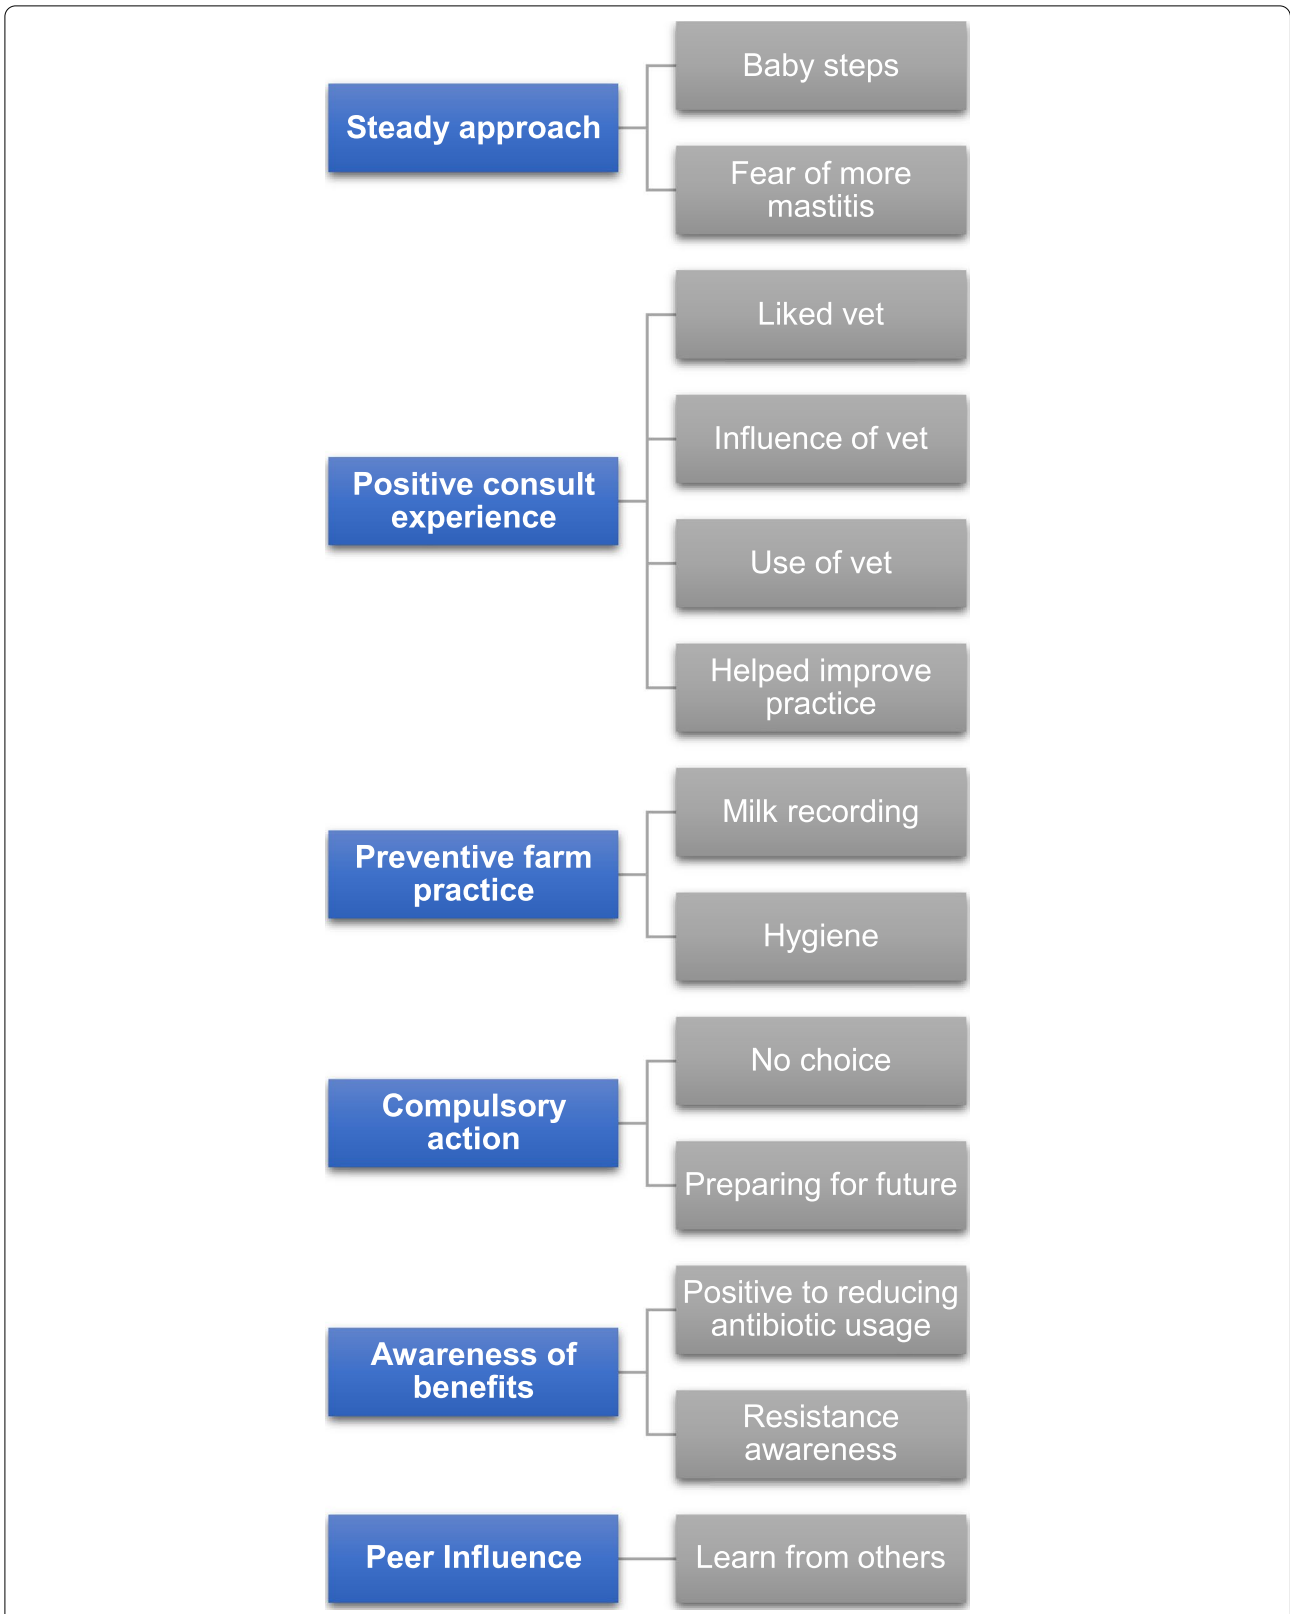 Steady approach
Baby steps
Fear of more
mastitis
Positive consult
experience
Liked vet
Influence of vet
Use of vet
Helped improve
practice
Preventive farm
practice
Milk recording
Hygiene
Compulsory
action
No choice
Preparing for future
Awareness of
benefits
Positive to reducing
antibiotic usage
Resistance
awareness
Peer Influence
Learn from others